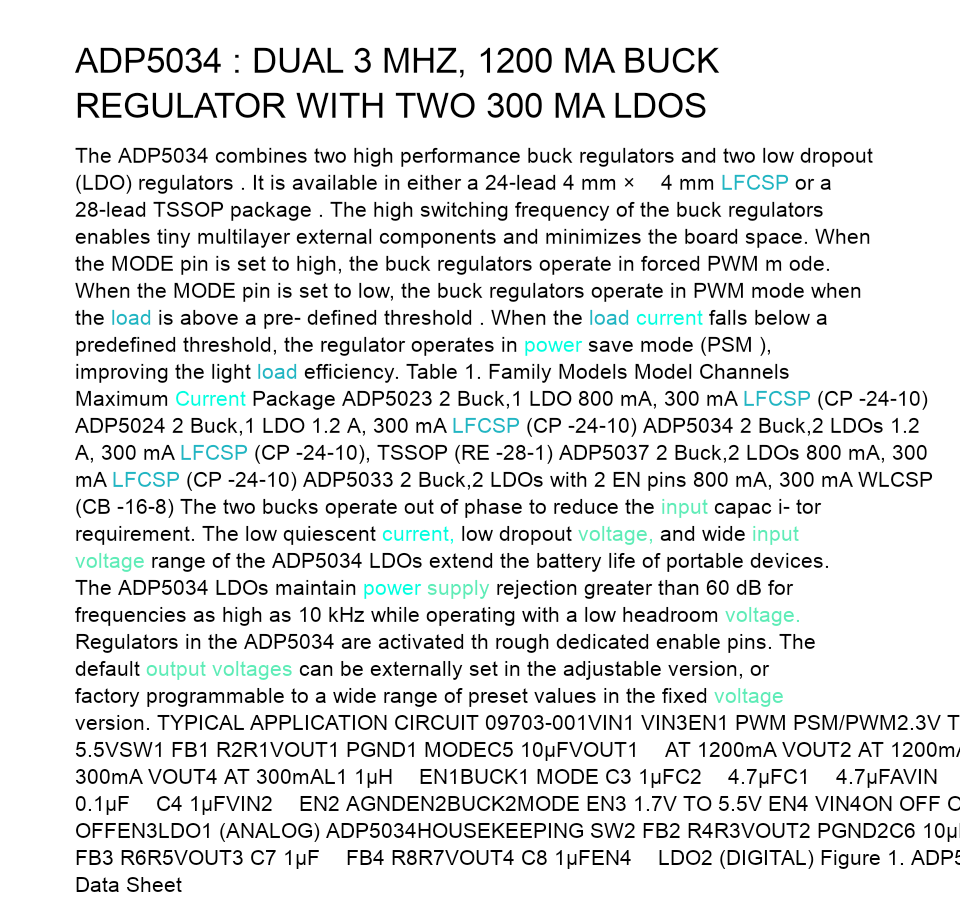 ADP5034 : DUAL 3 MHZ, 1200 MA BUCK
REGULATOR WITH TWO 300 MA LDOS
The ADP5034 combines two high performance buck regulators and two low dropout
(LDO) regulators . It is available in either a 24-lead 4 mm × 4 mm LFCSP or a
28-lead TSSOP package . The high switching frequency of the buck regulators
enables tiny multilayer external components and minimizes the board space. When
the MODE pin is set to high, the buck regulators operate in forced PWM m ode.
When the MODE pin is set to low, the buck regulators operate in PWM mode when
the load is above a pre- defined threshold . When the load current falls below a
predefined threshold, the regulator operates in power save mode (PSM ),
improving the light load efficiency. Table 1. Family Models Model Channels
Maximum Current Package ADP5023 2 Buck,1 LDO 800 mA, 300 mA LFCSP (CP -24-10)
ADP5024 2 Buck,1 LDO 1.2 A, 300 mA LFCSP (CP -24-10) ADP5034 2 Buck,2 LDOs 1.2
A, 300 mA LFCSP (CP -24-10), TSSOP (RE -28-1) ADP5037 2 Buck,2 LDOs 800 mA, 300
mA LFCSP (CP -24-10) ADP5033 2 Buck,2 LDOs with 2 EN pins 800 mA, 300 mA WLCSP
(CB -16-8) The two bucks operate out of phase to reduce the input capac i- tor
requirement. The low quiescent current, low dropout voltage, and wide input
voltage range of the ADP5034 LDOs extend the battery life of portable devices.
The ADP5034 LDOs maintain power supply rejection greater than 60 dB for
frequencies as high as 10 kHz while operating with a low headroom voltage.
Regulators in the ADP5034 are activated th rough dedicated enable pins. The
default output voltages can be externally set in the adjustable version, or
factory programmable to a wide range of preset values in the fixed voltage
version. TYPICAL APPLICATION CIRCUIT 09703-001VIN1 VIN3EN1 PWM PSM/PWM2.3V T
5.5VSW1 FB1 R2R1VOUT1 PGND1 MODEC5 10µFVOUT1 AT 1200mA VOUT2 AT 1200m
300mA VOUT4 AT 300mAL1 1µH EN1BUCK1 MODE C3 1µFC2 4.7µFC1 4.7µFAVIN
0.1µF C4 1µFVIN2 EN2 AGNDEN2BUCK2MODE EN3 1.7V TO 5.5V EN4 VIN4ON OFF
OFFEN3LDO1 (ANALOG) ADP5034HOUSEKEEPING SW2 FB2 R4R3VOUT2 PGND2C6 10µ
FB3 R6R5VOUT3 C7 1µF FB4 R8R7VOUT4 C8 1µFEN4 LDO2 (DIGITAL) Figure 1. ADP5
Data Sheet